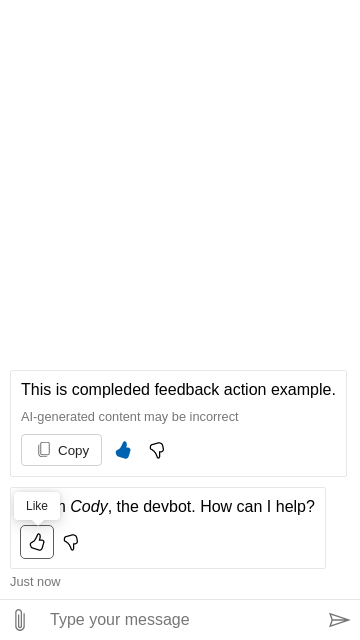 This is compleded feedback action example.
AI-generated content may be incorrect
Copy
Like
Cody, the devbot. How can I help?
Just now
Type your message